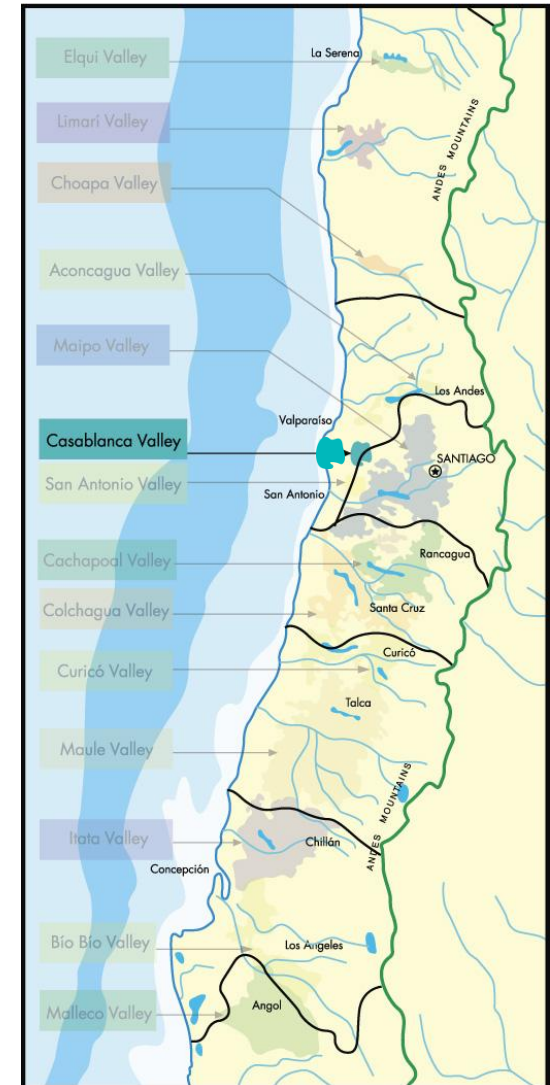 Elqui Valley
La Serena
Limarí Valley
ANDES MOUNTAINS
Choapa Valley
Aconcagua Valley
Maipo Valley
Los Andes
Valparaíso
Casablanca Valley
SANTIAGO
San Antonio Valley
San Antonio
Cachapoal Valley
Rancagua
Colchagua Valley
Santa Cruz
Curicó Valley
Curicó
Talca
Maule Valley
ANDES MOUNTAINS
Itata Valley
Chillán
Concepción
Bío Bío Valley
Los Angeles
Malleco Valley
Angol